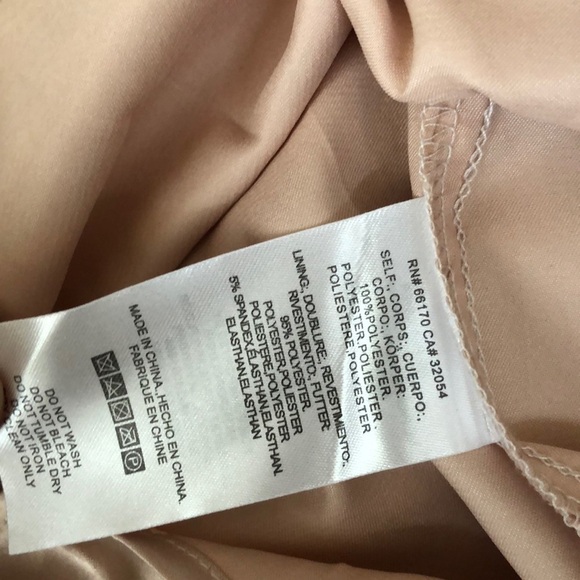 RN# 66170 CA# 32054
SELF:, CORPS:, CUERPO:,
CORPO:, KÖRPER:
100%POLYESTER.
POLYESTER,POLIESTER
POLIESTERE,POLYESTER
LINING:, DOUBLURE, REVESTIMIENTO:,
RIVESTIMENTO:, FUTTER:
95% POLYESTER.
POLYESTER,POLIESTER
POLIESTERE,POLYESTER
5% SPANDEX,ELASTHAN,ELASTHAN.
ELASTHAN,ELASTHAN
MADE IN CHINA.,HECHO EN CHINA.
FABRIQUE EN CHINE
P
DO NOT WASH
DO NOT BLEACH
DO NOT TUMBLE DRY
DO NOT IRON
CLEAN ONLY